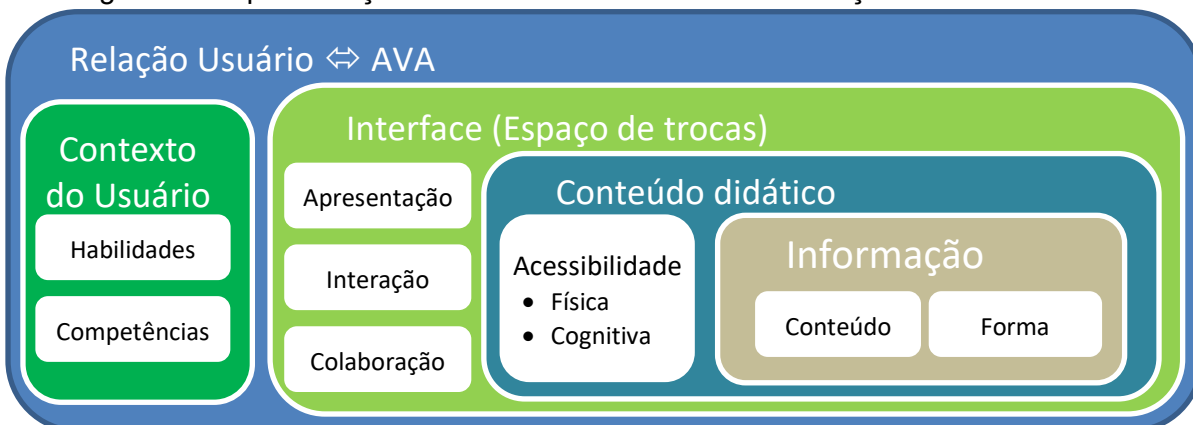 Relação Usuário ⇔ AVA
Contexto
do Usuário
Habilidades
Competências
Interface (Espaço de trocas)
Apresentação
Interação
Colaboração
Conteúdo didático
Acessibilidade
• Física
• Cognitiva
Informação
Conteúdo
Forma